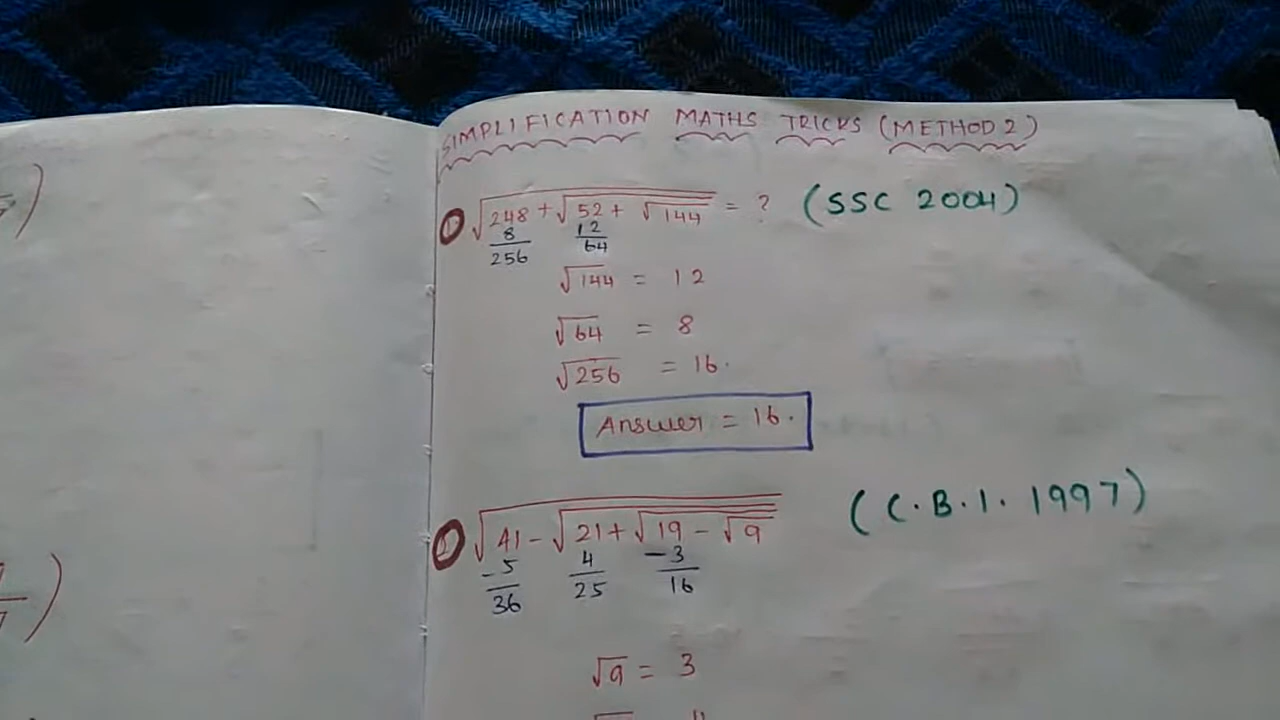 SIMPLIFICATION MATHS TRICKS (METHOD 2)
① √248 + √52 + √144 = ? (SSC 2004)
8 12
256 64
√144 = 12
√64 = 8
√256 = 16.
Answer = 16.
√41 - √21 + √19 - √9 (C.B.I. 1997)
-5 4 -3
36 25 16
√9 = 3